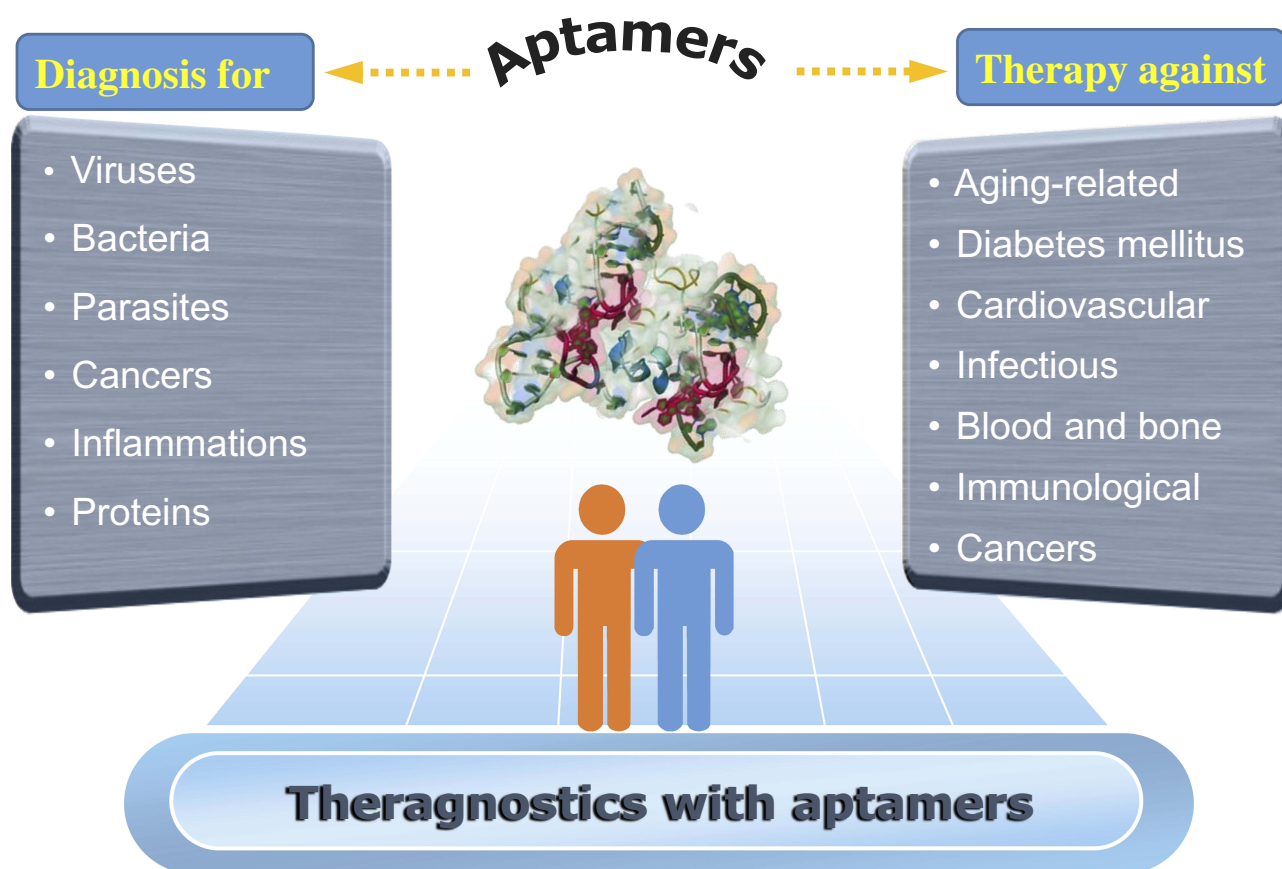 Aptamers
Diagnosis for
• Viruses
• Bacteria
• Parasites
• Cancers
• Inflammations
• Proteins
Therapy against
• Aging-related
• Diabetes mellitus
• Cardiovascular
• Infectious
• Blood and bone
• Immunological
• Cancers
Theragnostics with aptamers